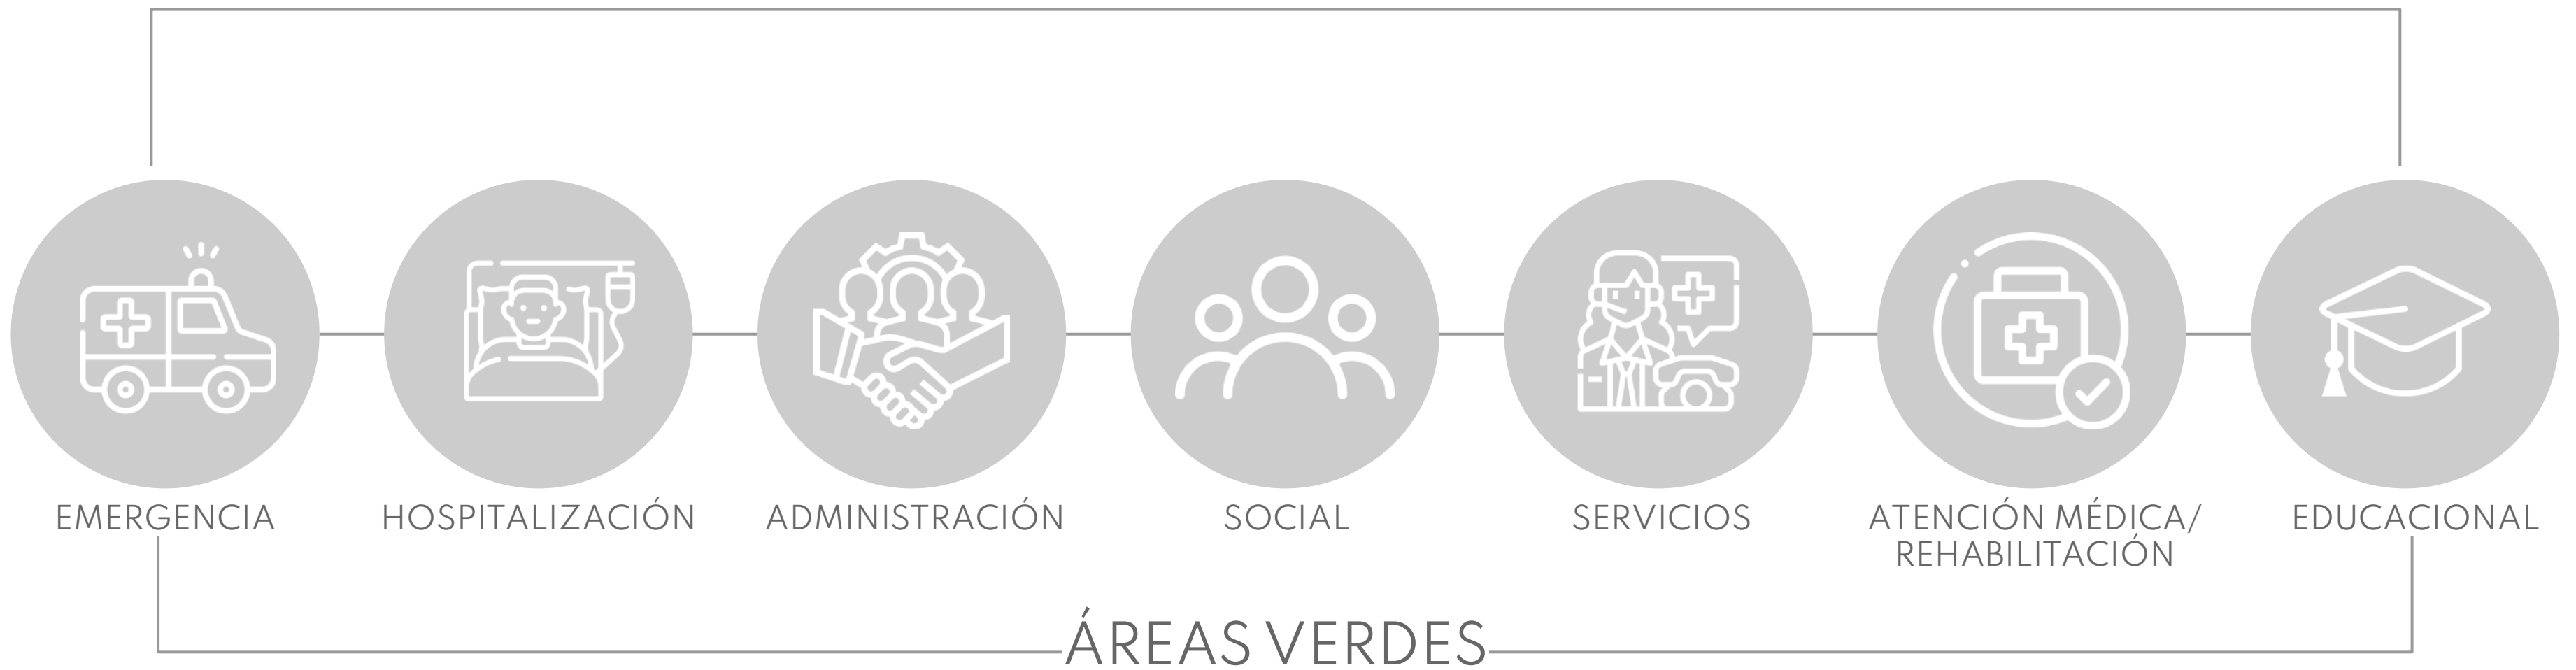 EMERGENCIA
HOSPITALIZACIÓN
ADMINISTRACIÓN
SOCIAL
SERVICIOS
ATENCIÓN MÉDICA/
REHABILITACIÓN
EDUCACIONAL
ÁREAS VERDES